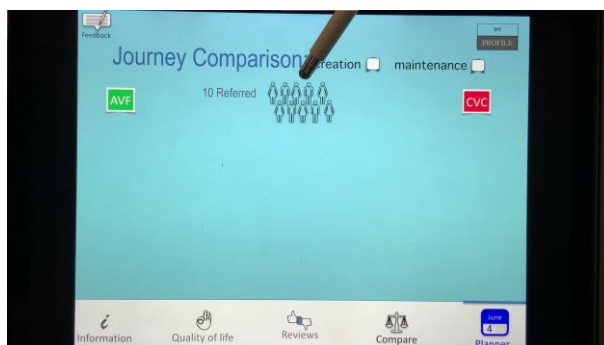 Feedback
MY
PROFILE
Journey Comparison: creation maintenance
AVF
10 Referred
CVC
i
Information
Quality of life
Reviews
Compare
June
4
Planner